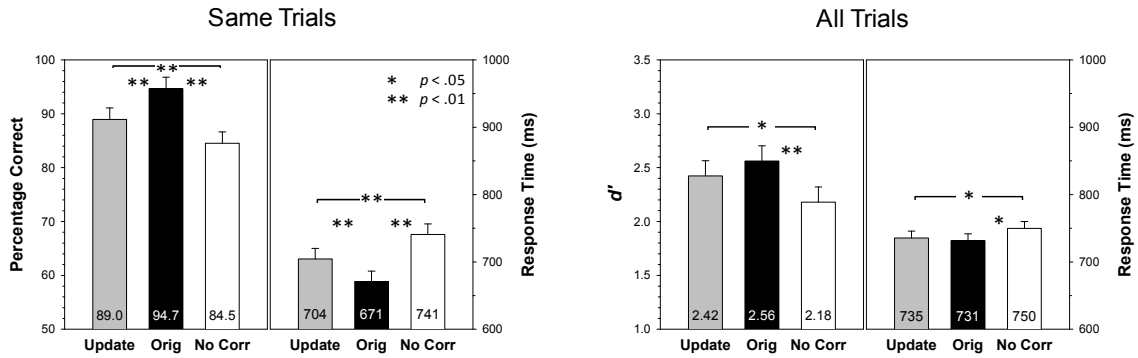 Same Trials
All Trials
Percentage Correct
100
90
80
70
60
50
**
** **
89.0 94.7 84.5
Update Orig No Corr
* p < .05
** p < .01
**
** **
704 671 741
Update Orig No Corr
1000
900
800
700
600
Response Time (ms)
d'
3.5
3.0
2.5
2.0
1.5
1.0
*
**
2.42 2.56 2.18
Update Orig No Corr
*
*
735 731 750
Update Orig No Corr
1000
900
800
700
600
Response Time (ms)